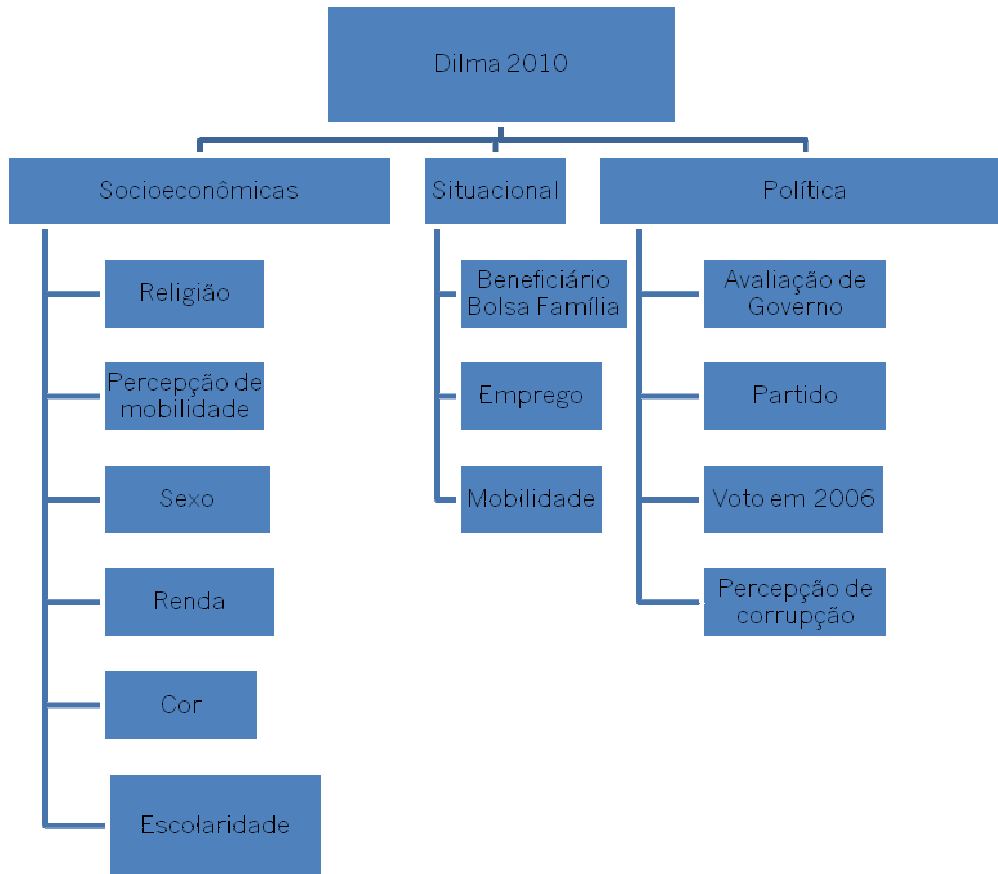 Dilma 2010
Socioeconômicas
Situacional
Política
Religião
Percepção de
mobilidade
Sexo
Renda
Cor
Escolaridade
Beneficiário
Bolsa Família
Emprego
Mobilidade
Avaliação de
Governo
Partido
Voto em 2006
Percepção de
corrupção